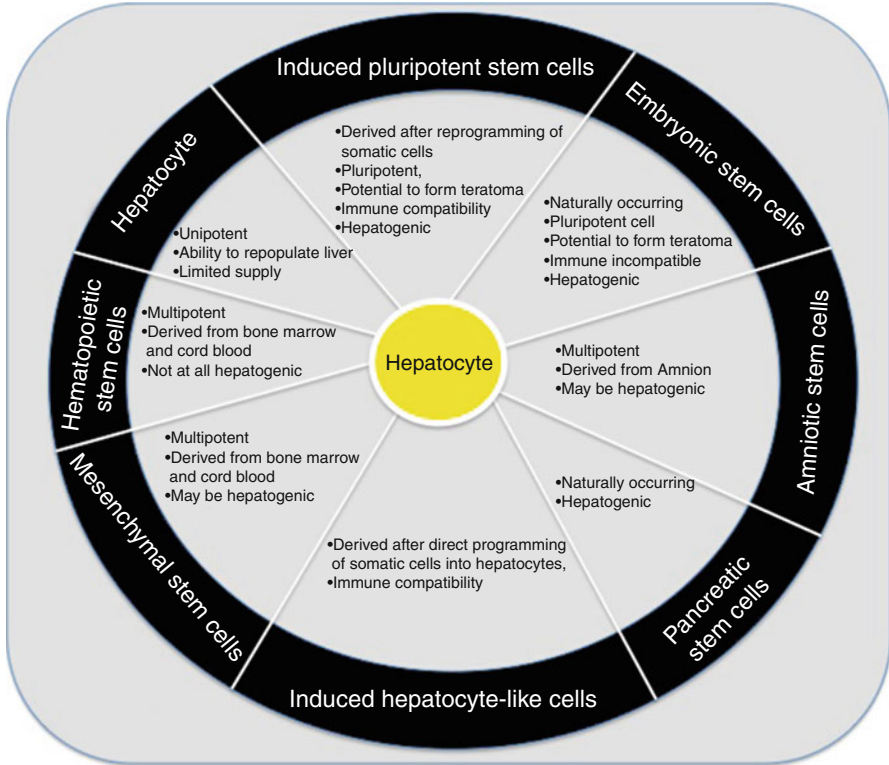 Induced pluripotent stem cells
•Derived after reprogramming of
somatic cells
•Pluripotent,
•Potential to form teratoma
•Immune compatibility
•Hepatogenic
Embryonic stem cells
•Naturally occurring
•Pluripotent cell
•Potential to form teratoma
•Immune incompatible
•Hepatogenic
Amniotic stem cells
•Multipotent
•Derived from Amnion
•May be hepatogenic
Pancreatic
stem cells
•Naturally occurring
•Hepatogenic
Induced hepatocyte-like cells
•Derived after direct programming
of somatic cells into hepatocytes,
•Immune compatibility
Mesenchymal stem cells
•Multipotent
•Derived from bone marrow
and cord blood
•May be hepatogenic
Hematopoietic
stem cells
•Multipotent
•Derived from bone marrow
and cord blood
•Not at all hepatogenic
Hepatocyte
•Unipotent
•Ability to repopulate liver
•Limited supply
Hepatocyte